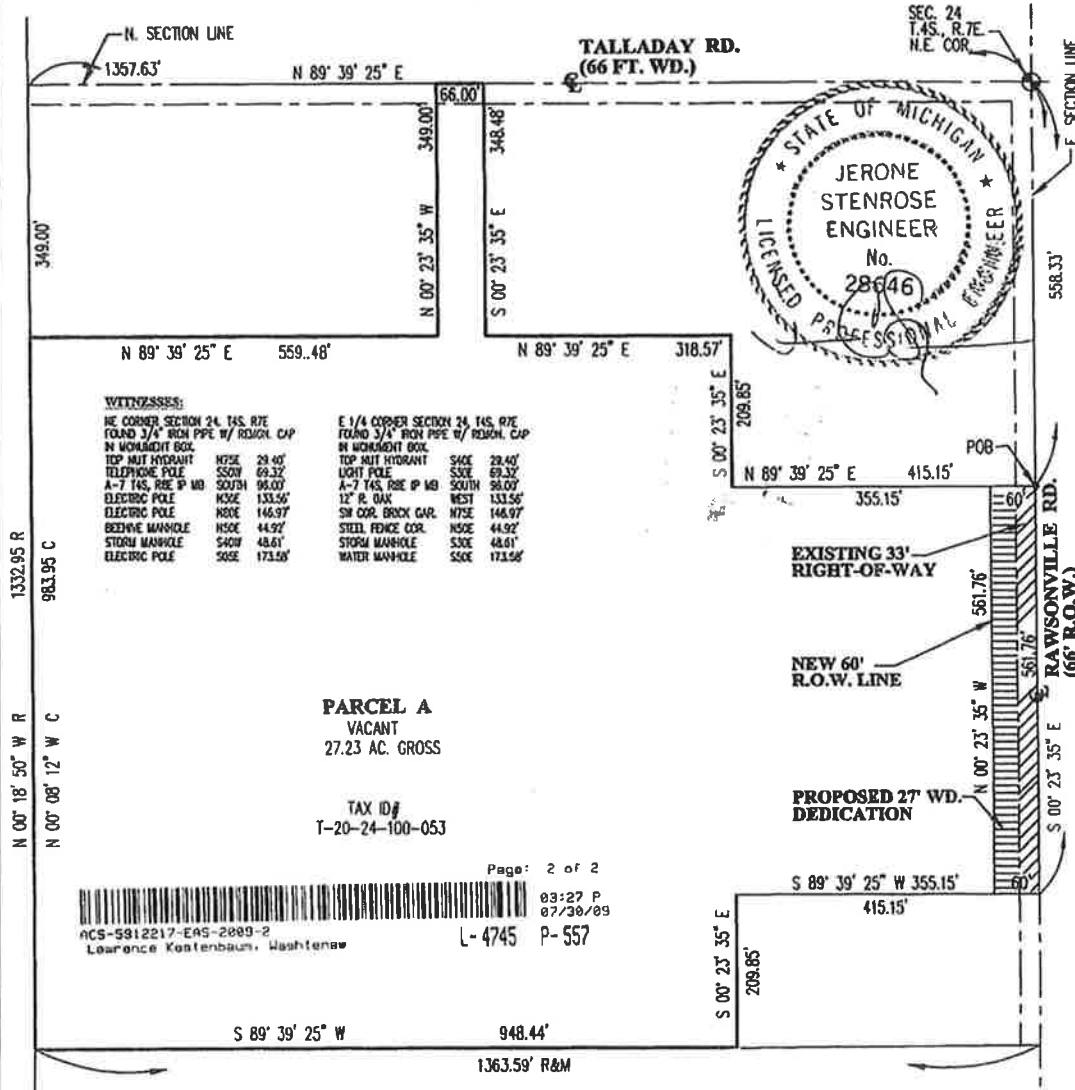 N. SECTION LINE
1357.63'
N 89° 39' 25" E
66.00'
TALLADAY RD.
(66 FT. WD.)
SEC. 24
T.4S., R.7E.
N.E. COR.
E. SECTION LINE
STATE OF MICHIGAN
JERONE
STENROSE
ENGINEER
No.
28646
LICENSED PROFESSIONAL ENGINEER
349.00'
N 00° 23' 35" W
349.00'
S 00° 23' 35" E
348.48'
558.33'
N 89° 39' 25" E 559..48'
N 89° 39' 25" E 318.57'
S 00° 23' 35" E
209.85'
POB
N 89° 39' 25" E 415.15'
355.15'
60'
WITNESSES:
NE CORNER SECTION 24, T4S, R7E
FOUND 3/4" IRON PIPE W/ REMON. CAP
IN MONUMENT BOX.
TOP NUT HYDRANT N75E 29.40'
TELEPHONE POLE S50W 69.32'
A-7 T4S, R8E IP MB SOUTH 96.00'
ELECTRIC POLE N30E 133.56'
ELECTRIC POLE N80E 146.97'
BEEHIVE MANHOLE N50E 44.92'
STORM MANHOLE S40W 48.61'
ELECTRIC POLE S05E 173.58'
E 1/4 CORNER SECTION 24, T4S, R7E
FOUND 3/4" IRON PIPE W/ REMON. CAP
IN MONUMENT BOX.
TOP NUT HYDRANT S40E 29.40'
LIGHT POLE S30E 69.32'
A-7 T4S, R8E IP MB SOUTH 96.00'
12" R. OAK WEST 133.56'
SW COR. BRICK GAR. N75E 146.97'
STEEL FENCE COR. N50E 44.92'
STORM MANHOLE S30E 48.61'
WATER MANHOLE S50E 173.58'
EXISTING 33'
RIGHT-OF-WAY
NEW 60'
R.O.W. LINE
561.76'
N 00° 23' 35" W
561.76'
RAWSONVILLE RD.
(66' R.O.W.)
S 00° 23' 35" E
PROPOSED 27' WD.
DEDICATION
1332.95 R
983.95 C
N 00° 18' 50" W R
N 00° 08' 12" W C
PARCEL A
VACANT
27.23 AC. GROSS
TAX ID#
T-20-24-100-053
Page: 2 of 2
03:27 P
07/30/09
ACS-5912217-EAS-2009-2
Lawrence Kestenbaum, Washtenaw
L-4745 P-557
S 89° 39' 25" W 355.15'
60'
415.15'
S 00° 23' 35" E
209.85'
S 89° 39' 25" W 948.44'
1363.59' R&M